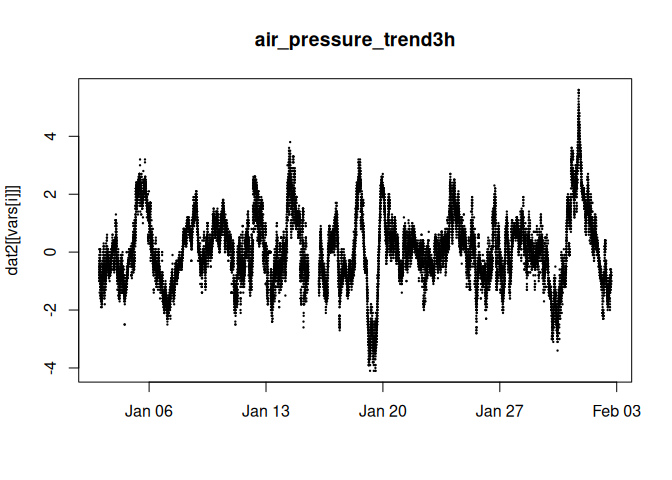 air_pressure_trend3h
dat2[[vars[i]]]
4
2
0
-2
-4
Jan 06
Jan 13
Jan 20
Jan 27
Feb 03